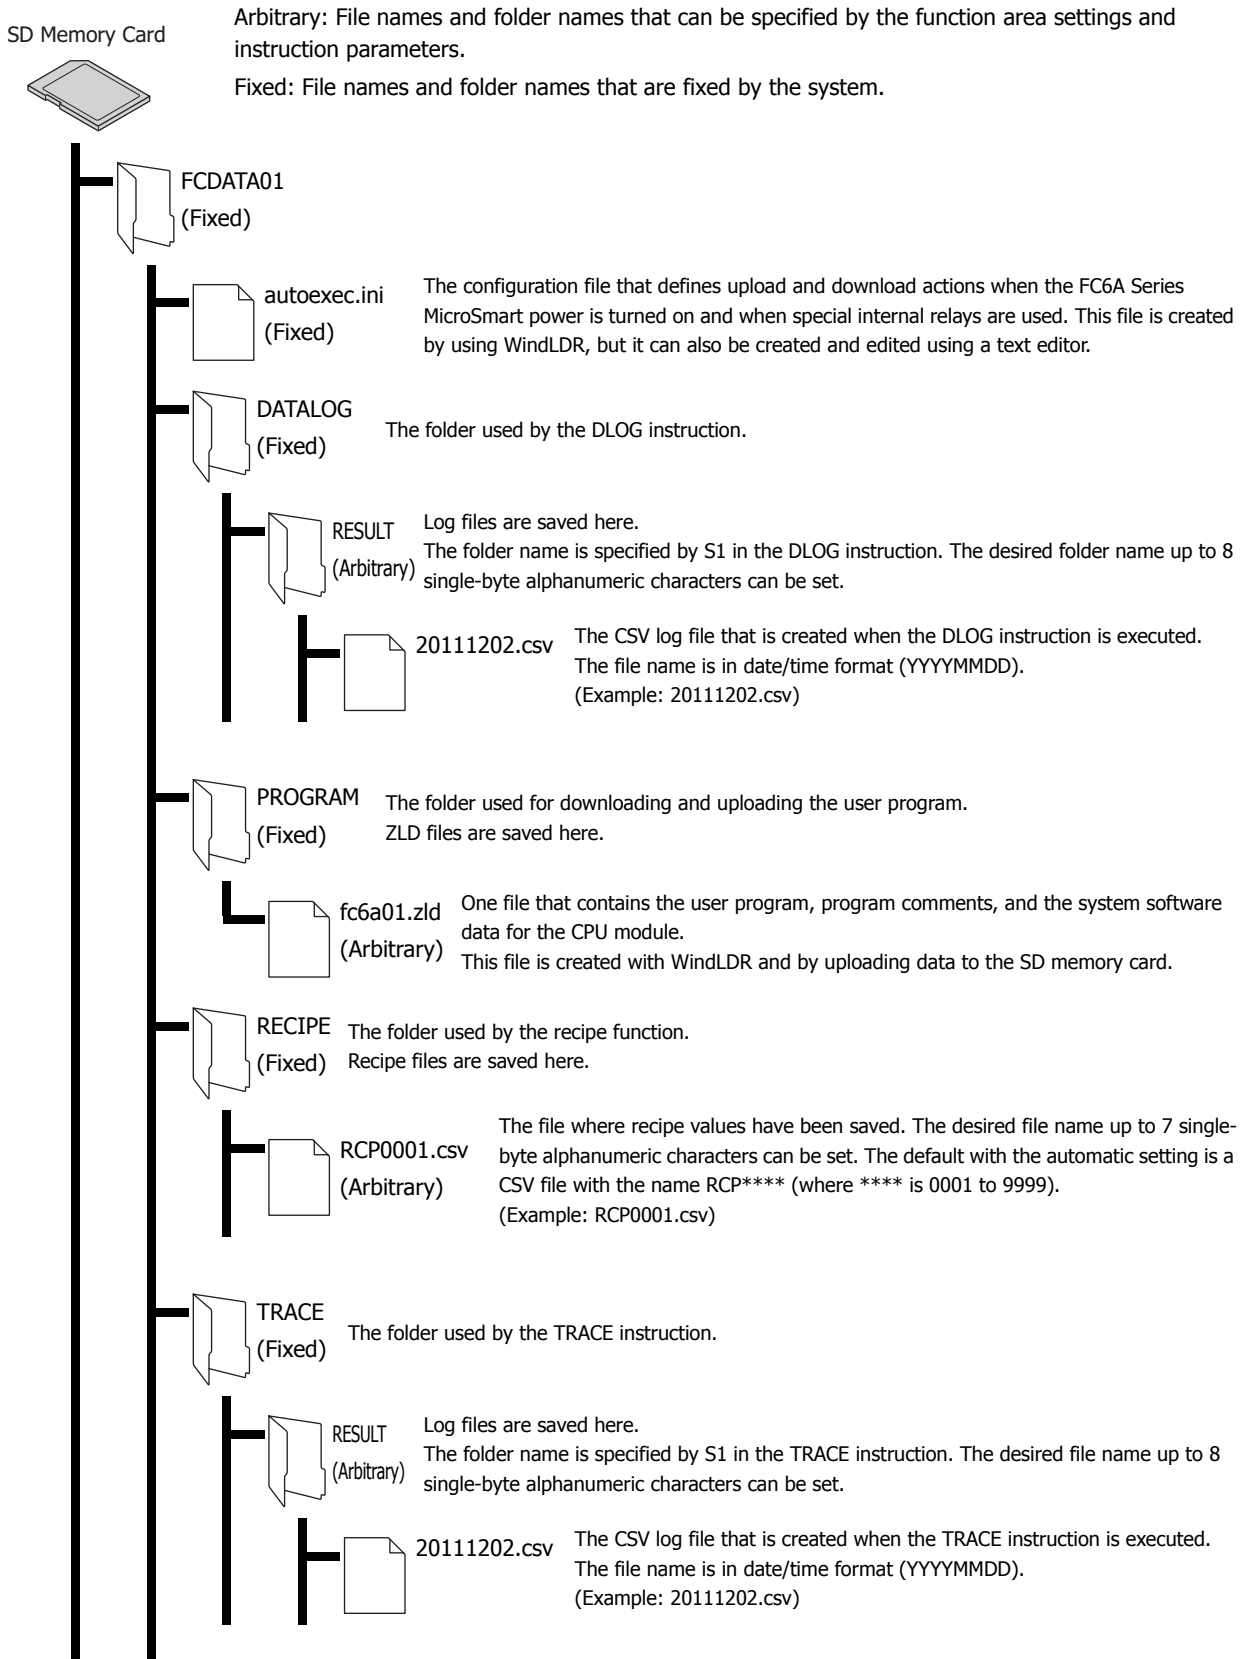 SD Memory Card
Arbitrary: File names and folder names that can be specified by the function area settings and
instruction parameters.
Fixed: File names and folder names that are fixed by the system.
FCDATA01
(Fixed)
autoexec.ini
(Fixed)
The configuration file that defines upload and download actions when the FC6A Series
MicroSmart power is turned on and when special internal relays are used. This file is created
by using WindLDR, but it can also be created and edited using a text editor.
DATALOG
(Fixed)
The folder used by the DLOG instruction.
RESULT
(Arbitrary)
Log files are saved here.
The folder name is specified by S1 in the DLOG instruction. The desired folder name up to 8
single-byte alphanumeric characters can be set.
20111202.csv
The CSV log file that is created when the DLOG instruction is executed.
The file name is in date/time format (YYYYMMDD).
(Example: 20111202.csv)
PROGRAM
(Fixed)
The folder used for downloading and uploading the user program.
ZLD files are saved here.
fc6a01.zld
(Arbitrary)
One file that contains the user program, program comments, and the system software
data for the CPU module.
This file is created with WindLDR and by uploading data to the SD memory card.
RECIPE
(Fixed)
The folder used by the recipe function.
Recipe files are saved here.
RCP0001.csv
(Arbitrary)
The file where recipe values have been saved. The desired file name up to 7 single-
byte alphanumeric characters can be set. The default with the automatic setting is a
CSV file with the name RCP**** (where **** is 0001 to 9999).
(Example: RCP0001.csv)
TRACE
(Fixed)
The folder used by the TRACE instruction.
RESULT
(Arbitrary)
Log files are saved here.
The folder name is specified by S1 in the TRACE instruction. The desired file name up to 8
single-byte alphanumeric characters can be set.
20111202.csv
The CSV log file that is created when the TRACE instruction is executed.
The file name is in date/time format (YYYYMMDD).
(Example: 20111202.csv)